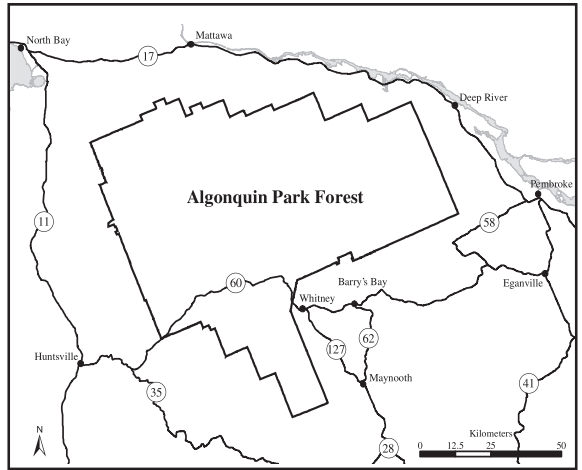 North Bay
Mattawa
17
Deep River
Pembroke
Algonquin Park Forest
11
58
60
Barry's Bay
Eganville
Whitney
127
62
Huntsville
Maynooth
35
41
N
Kilometers
28
0 12.5 25 50